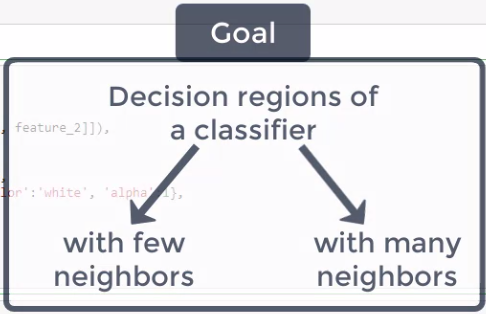 Goal
Decision regions of
a classifier
, feature_2]]),
,
lor':'white', 'alpha':1},
with few
neighbors
with many
neighbors